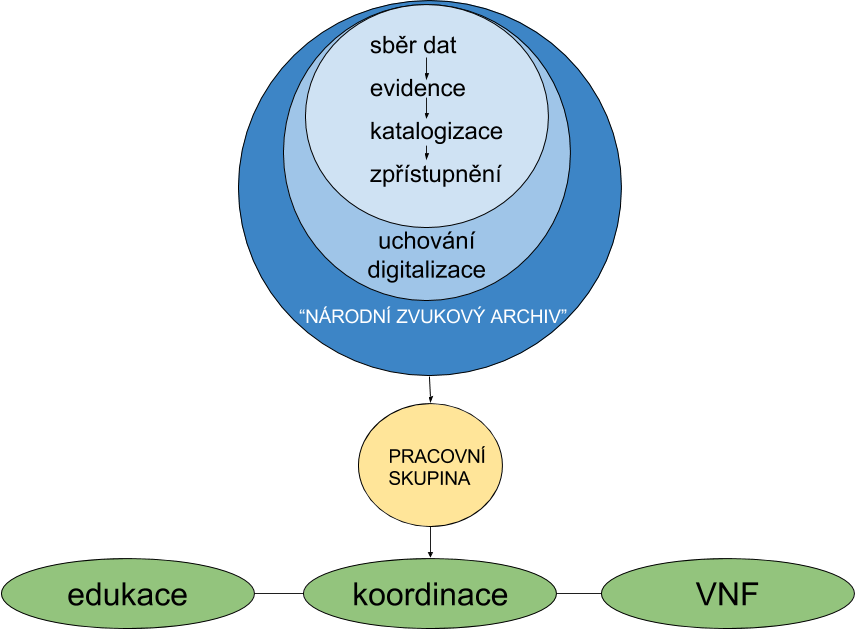 sběr dat
evidence
katalogizace
zpřístupnění
uchování
digitalizace
“NÁRODNÍ ZVUKOVÝ ARCHIV”
PRACOVNÍ
SKUPINA
edukace
koordinace
VNF